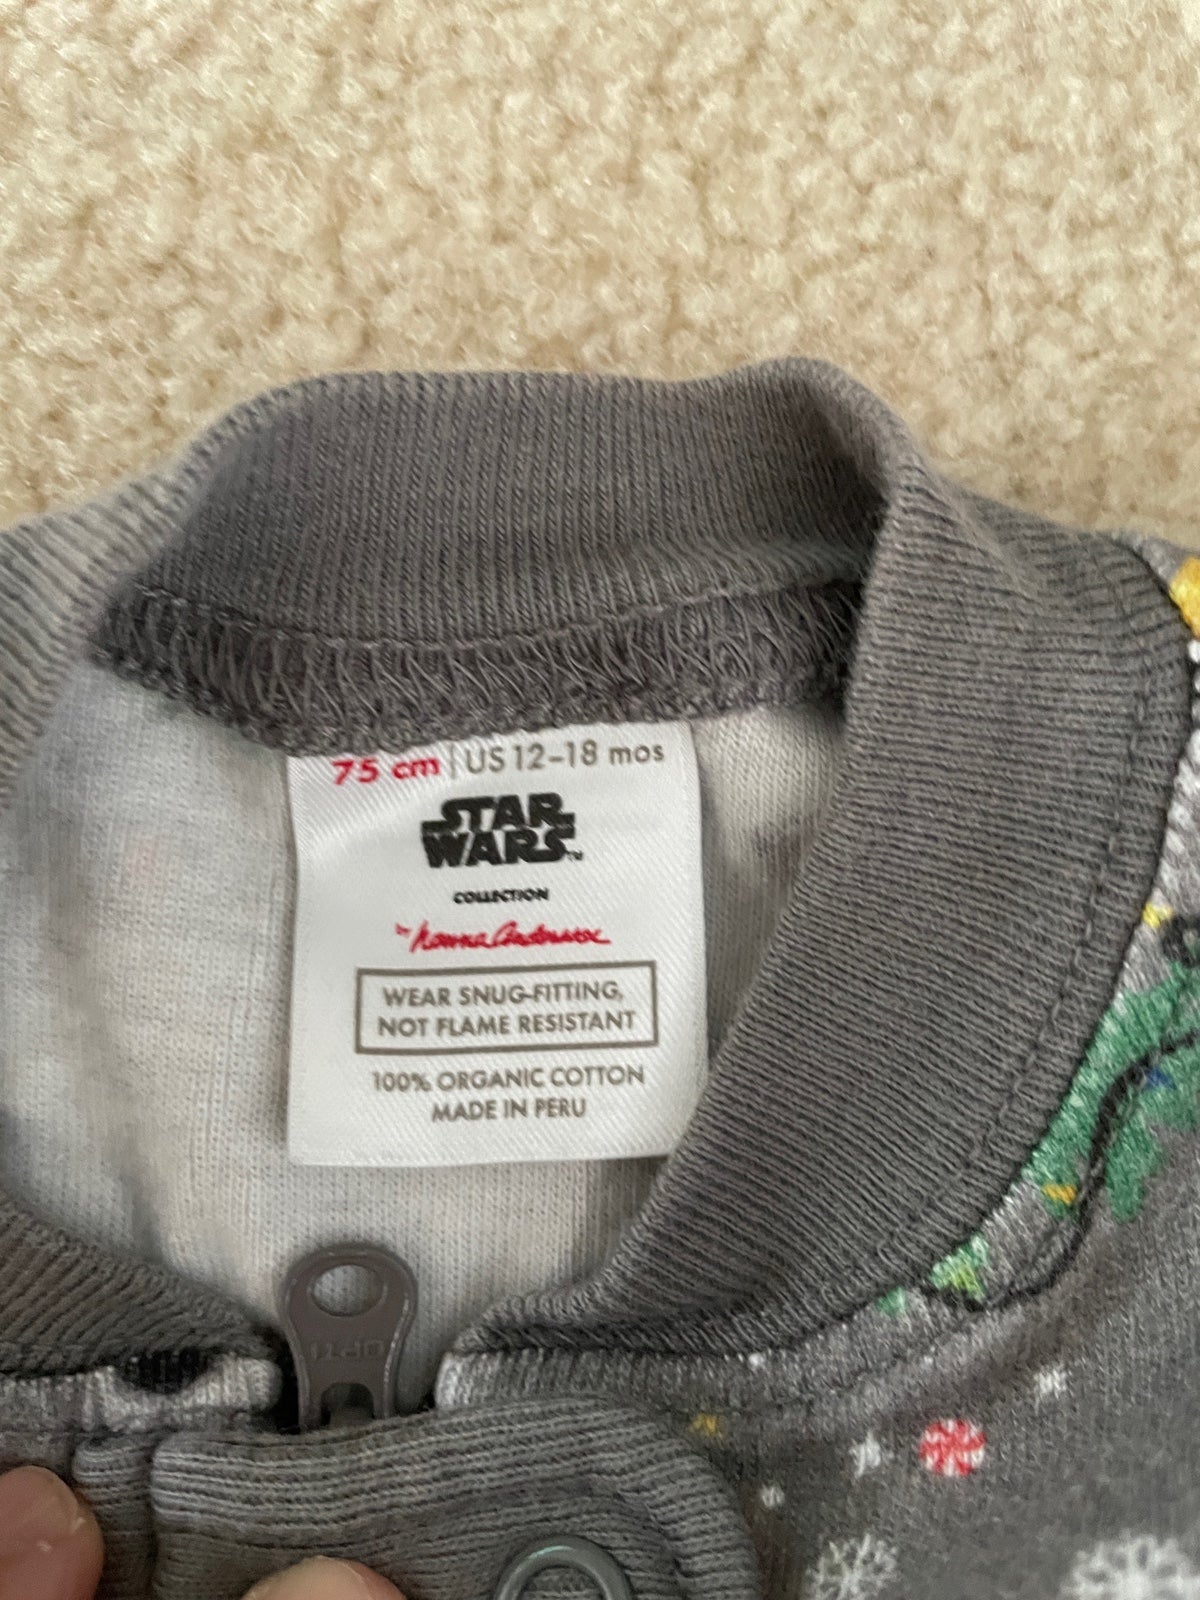 75 cm | US 12-18 mos
STAR
WARS™
COLLECTION
by hanna andersson
WEAR SNUG-FITTING,
NOT FLAME RESISTANT
100% ORGANIC COTTON
MADE IN PERU